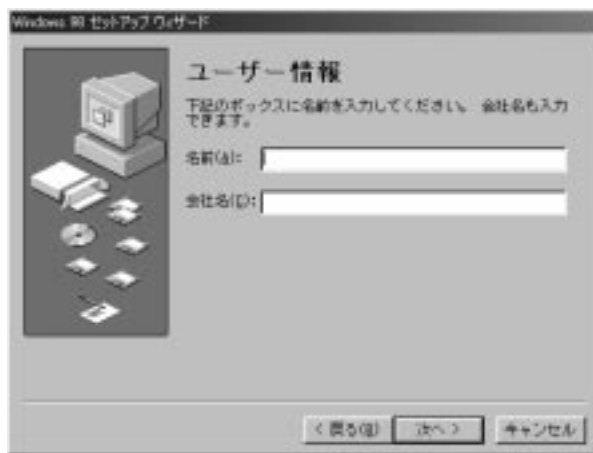 Windows 98 セットアップ ウィザード
ユーザー情報
下記のボックスに名前を入力してください。 会社名も入力
できます。
名前(A):
会社名(C):
< 戻る(B) 次へ > キャンセル